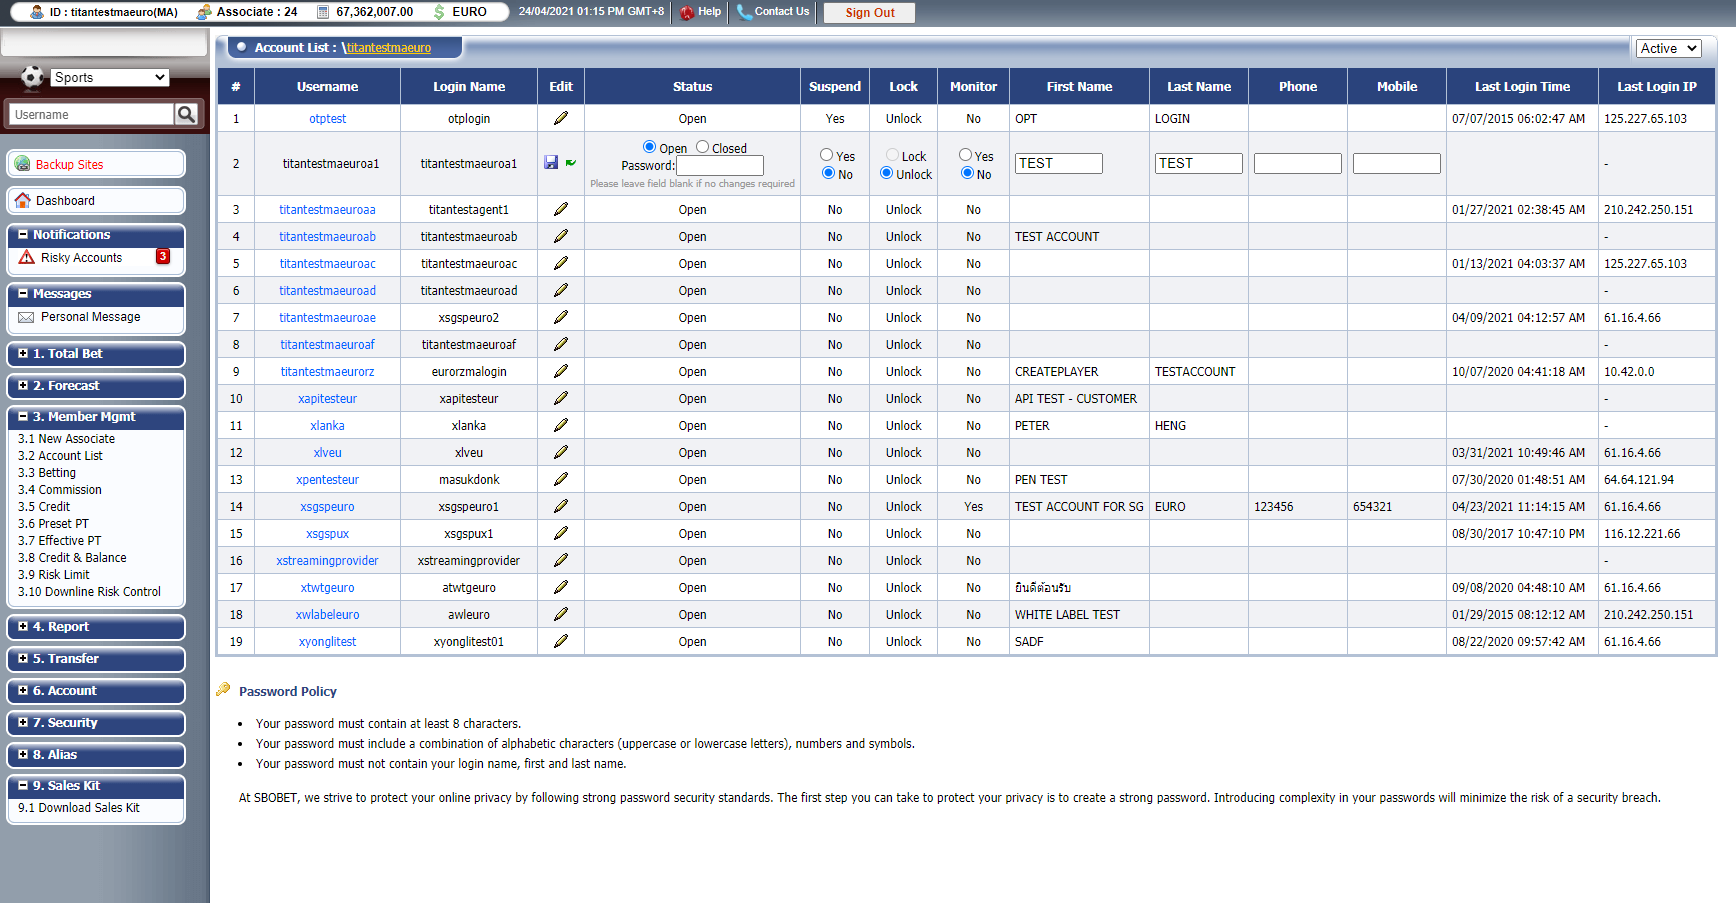 ID : titantestmaeuro(MA) Associate : 24 67,362,007.00 EURO 24/04/2021 01:15 PM GMT+8 Help Contact Us Sign Out
Account List : \titantestmaeuro Active
Sports
Username
Backup Sites
Dashboard
Notifications
Risky Accounts 3
Messages
Personal Message
1. Total Bet
2. Forecast
3. Member Mgmt
3.1 New Associate
3.2 Account List
3.3 Betting
3.4 Commission
3.5 Credit
3.6 Preset PT
3.7 Effective PT
3.8 Credit & Balance
3.9 Risk Limit
3.10 Downline Risk Control
4. Report
5. Transfer
6. Account
7. Security
8. Alias
9. Sales Kit
9.1 Download Sales Kit
# Username Login Name Edit Status Suspend Lock Monitor First Name Last Name Phone Mobile Last Login Time Last Login IP
1 otptest otplogin Open Yes Unlock No OPT LOGIN 07/07/2015 06:02:47 AM 125.227.65.103
2 titantestmaeuroa1 titantestmaeuroa1 Open Closed Yes Lock Yes TEST TEST -
Password: No Unlock No
Please leave field blank if no changes required
3 titantestmaeuroaa titantestagent1 Open No Unlock No 01/27/2021 02:38:45 AM 210.242.250.151
4 titantestmaeuroab titantestmaeuroab Open No Unlock No TEST ACCOUNT -
5 titantestmaeuroac titantestmaeuroac Open No Unlock No 01/13/2021 04:03:37 AM 125.227.65.103
6 titantestmaeuroad titantestmaeuroad Open No Unlock No -
7 titantestmaeuroae xsgspeuro2 Open No Unlock No 04/09/2021 04:12:57 AM 61.16.4.66
8 titantestmaeuroaf titantestmaeuroaf Open No Unlock No -
9 titantestmaeurorz eurorzmalogin Open No Unlock No CREATEPLAYER TESTACCOUNT 10/07/2020 04:41:18 AM 10.42.0.0
10 xapitesteur xapitesteur Open No Unlock No API TEST - CUSTOMER -
11 xlanka xlanka Open No Unlock No PETER HENG -
12 xlveu xlveu Open No Unlock No 03/31/2021 10:49:46 AM 61.16.4.66
13 xpentesteur masukdonk Open No Unlock No PEN TEST 07/30/2020 01:48:51 AM 64.64.121.94
14 xsgspeuro xsgspeuro1 Open No Unlock Yes TEST ACCOUNT FOR SG EURO 123456 654321 04/23/2021 11:14:15 AM 61.16.4.66
15 xsgspux xsgspux1 Open No Unlock No 08/30/2017 10:47:10 PM 116.12.221.66
16 xstreamingprovider xstreamingprovider Open No Unlock No -
17 xtwtgeuro atwtgeuro Open No Unlock No ยินดีต้อนรับ 09/08/2020 04:48:10 AM 61.16.4.66
18 xwlabeleuro awleuro Open No Unlock No WHITE LABEL TEST 01/29/2015 08:12:12 AM 210.242.250.151
19 xyonglitest xyonglitest01 Open No Unlock No SADF 08/22/2020 09:57:42 AM 61.16.4.66
Password Policy
• Your password must contain at least 8 characters.
• Your password must include a combination of alphabetic characters (uppercase or lowercase letters), numbers and symbols.
• Your password must not contain your login name, first and last name.
At SBOBET, we strive to protect your online privacy by following strong password security standards. The first step you can take to protect your privacy is to create a strong password. Introducing complexity in your passwords will minimize the risk of a security breach.